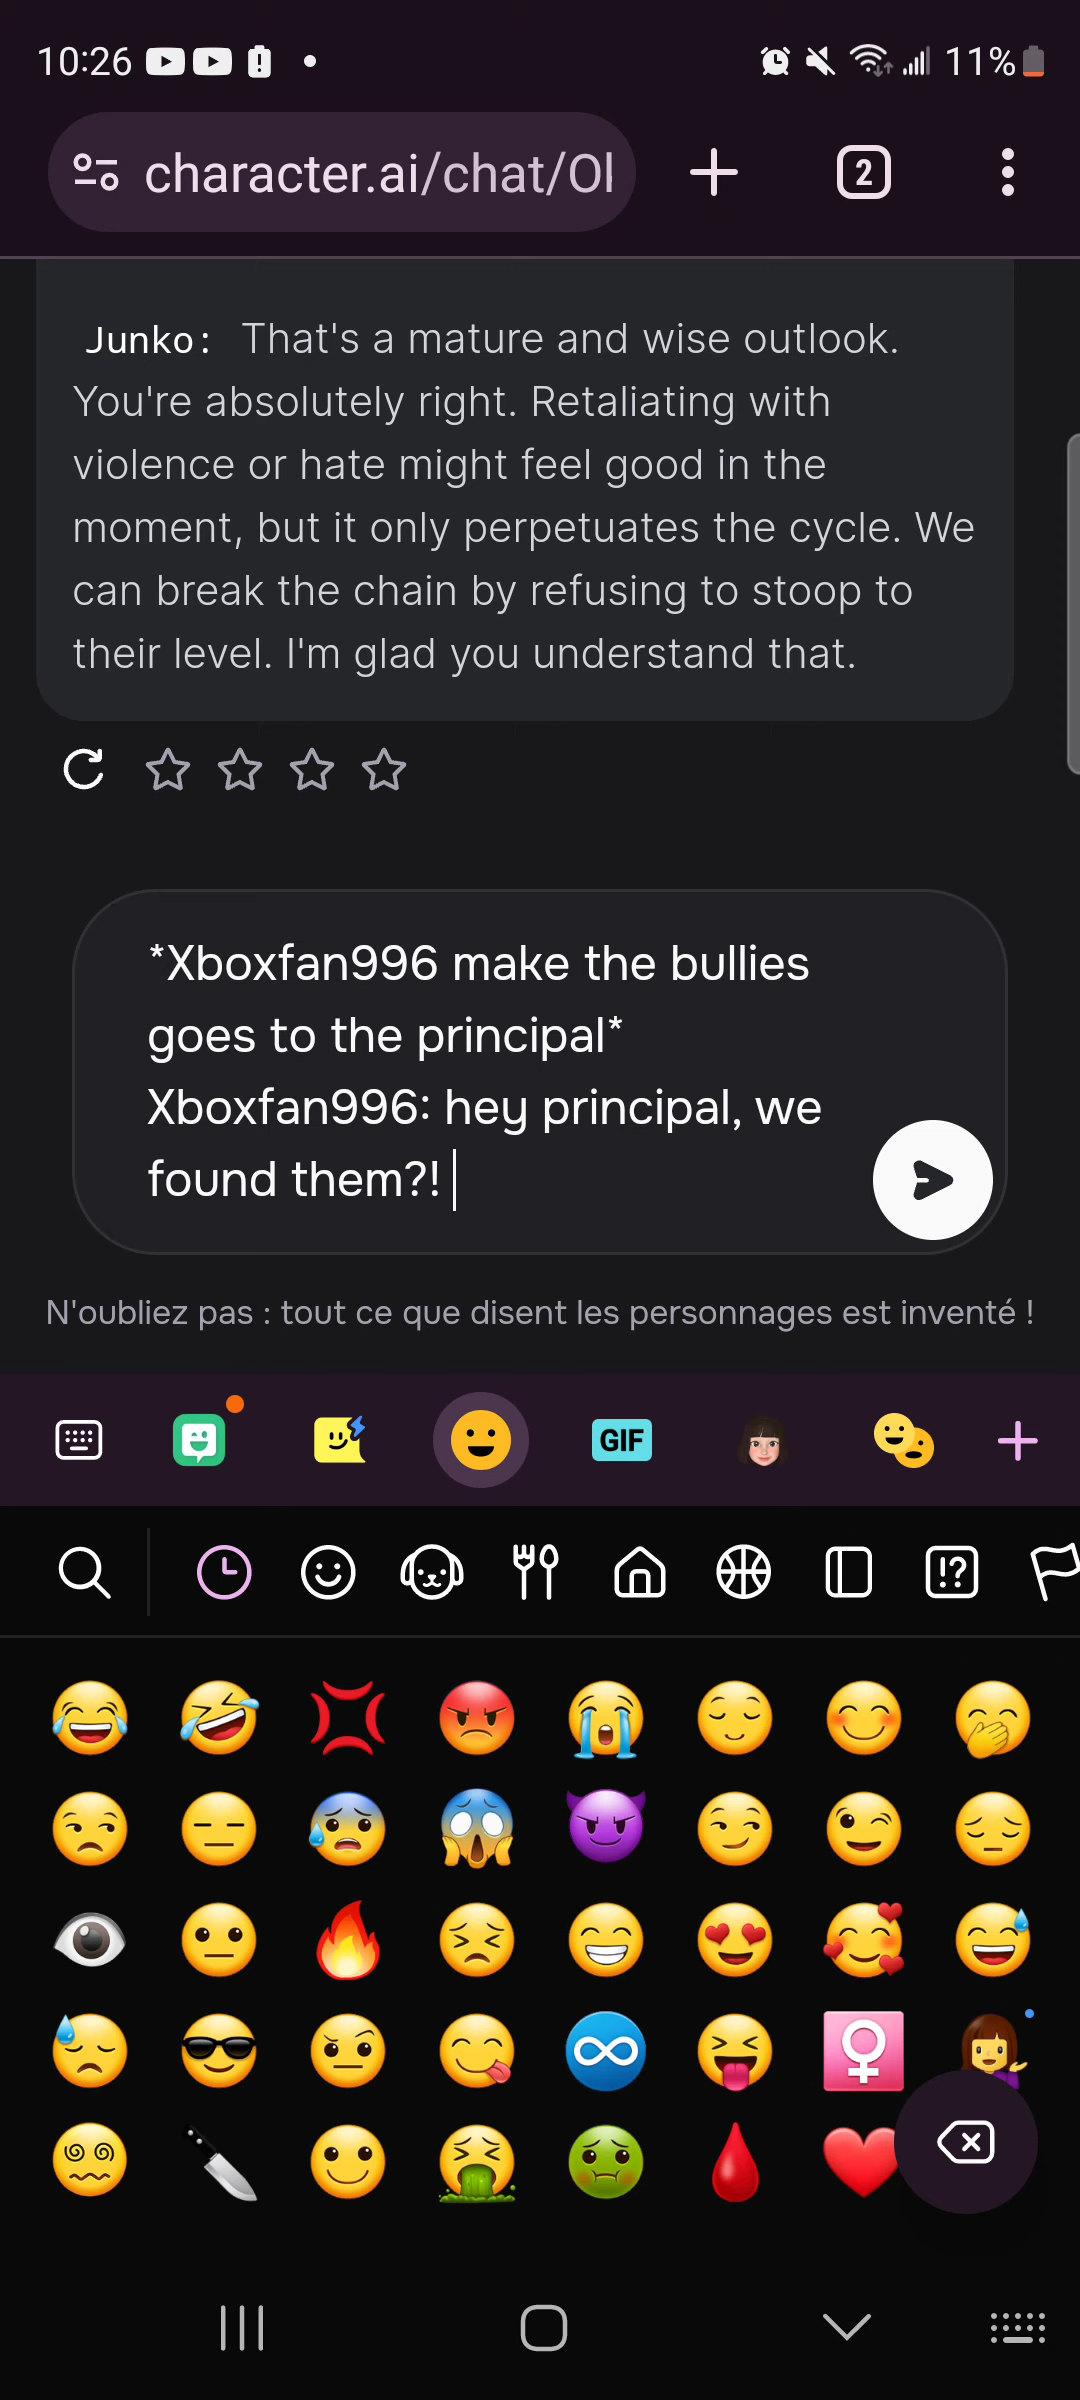 10:26
11%
character.ai/chat/Ol
2
Junko: That's a mature and wise outlook.
You're absolutely right. Retaliating with
violence or hate might feel good in the
moment, but it only perpetuates the cycle. We
can break the chain by refusing to stoop to
their level. I'm glad you understand that.
*Xboxfan996 make the bullies
goes to the principal*
Xboxfan996: hey principal, we
found them?!
N'oubliez pas : tout ce que disent les personnages est inventé !
GIF
!?